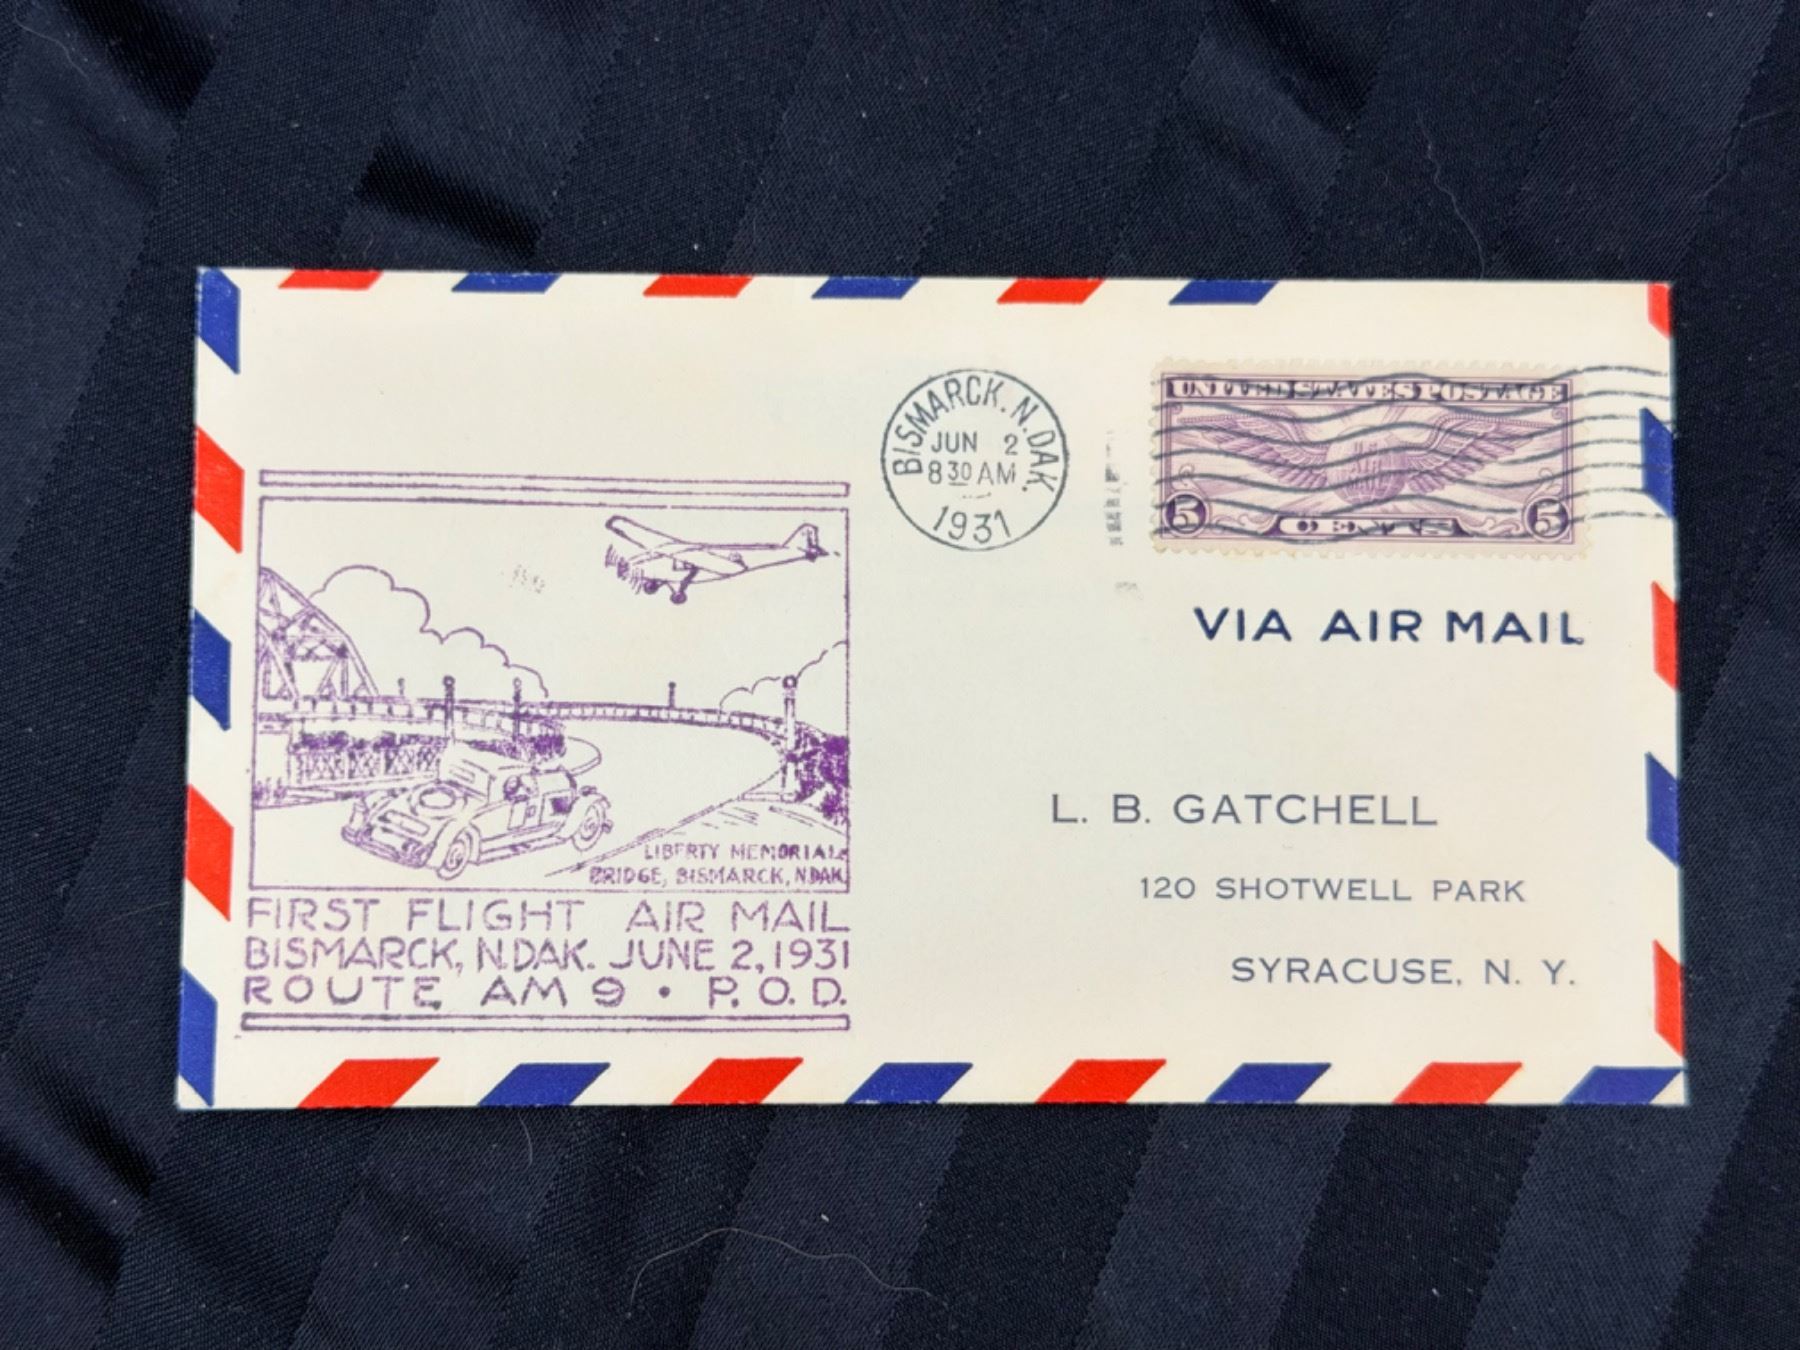 BISMARCK. N. DAK.
JUN 2
8 30 AM
1931
UNITED STATES POSTAGE
5 CENTS 5
VIA AIR MAIL
L. B. GATCHELL
120 SHOTWELL PARK
SYRACUSE, N. Y.
LIBERTY MEMORIAL
BRIDGE, BISMARCK, N.DAK.
FIRST FLIGHT AIR MAIL
BISMARCK, N.DAK. JUNE 2, 1931
ROUTE AM 9 • P. O. D.